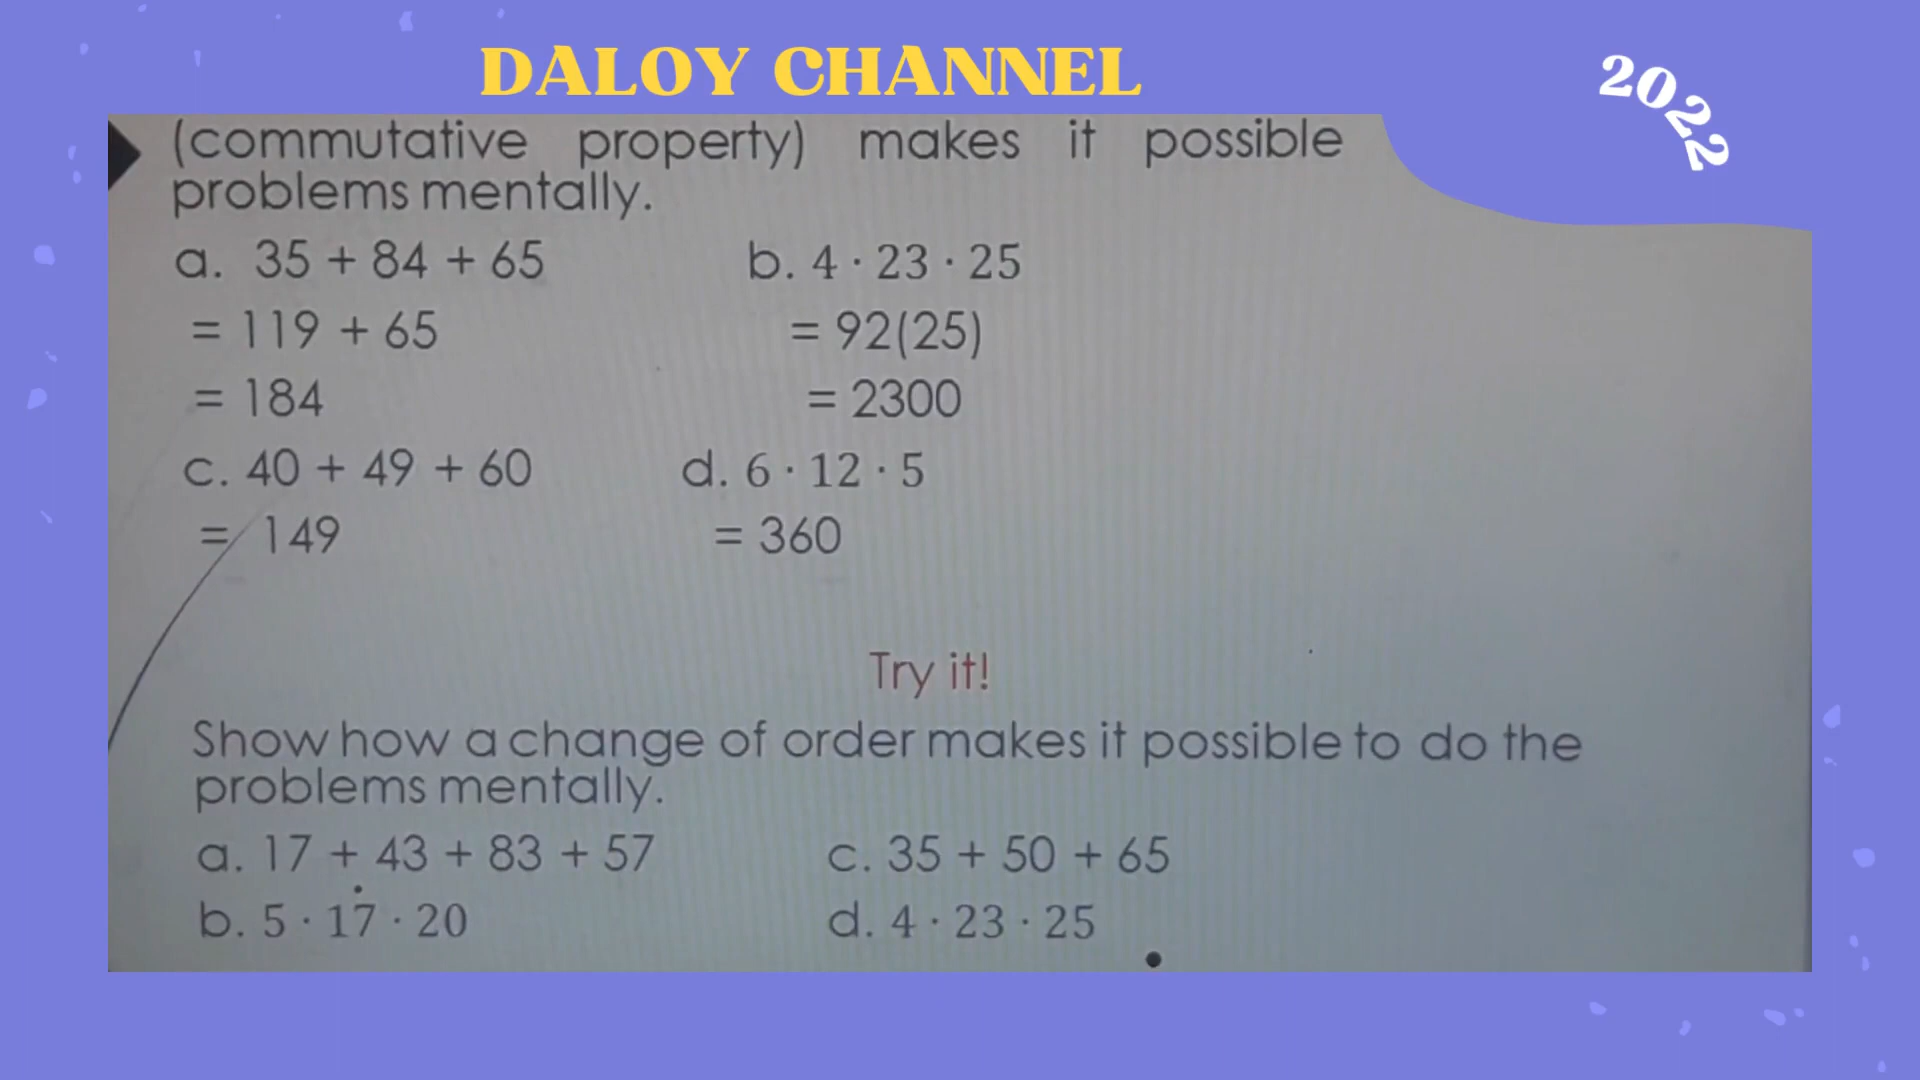 DALOY CHANNEL
2022
(commutative property) makes it possible
problems mentally.
a. 35 + 84 + 65 b. 4 · 23 · 25
= 119 + 65 = 92(25)
= 184 = 2300
c. 40 + 49 + 60 d. 6 · 12 · 5
= 149 = 360
Try it!
Show how a change of order makes it possible to do the
problems mentally.
a. 17 + 43 + 83 + 57 c. 35 + 50 + 65
b. 5 · 17 · 20 d. 4 · 23 · 25